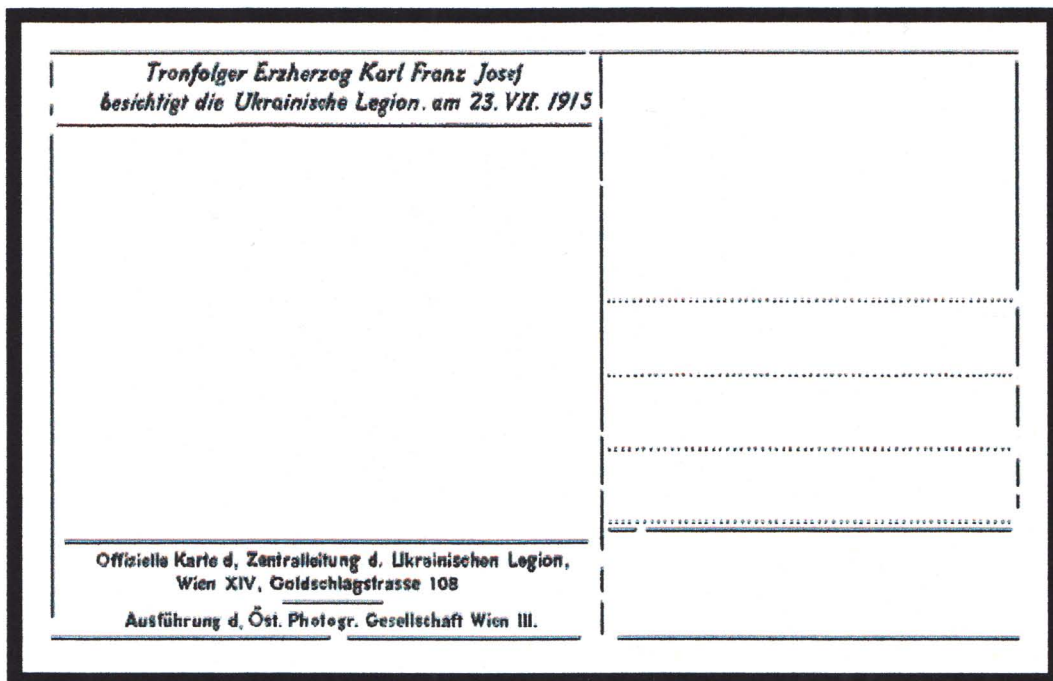 Tronfolger Erzherzog Karl Franz Josef
besichtigt die Ukrainische Legion. am 23. VII. 1915
Offizielle Karte d, Zentralleitung d. Ukrainischen Legion,
Wien XIV, Goldschlagstrasse 108
Ausführung d, Öst. Photogr. Gesellschaft Wien III.